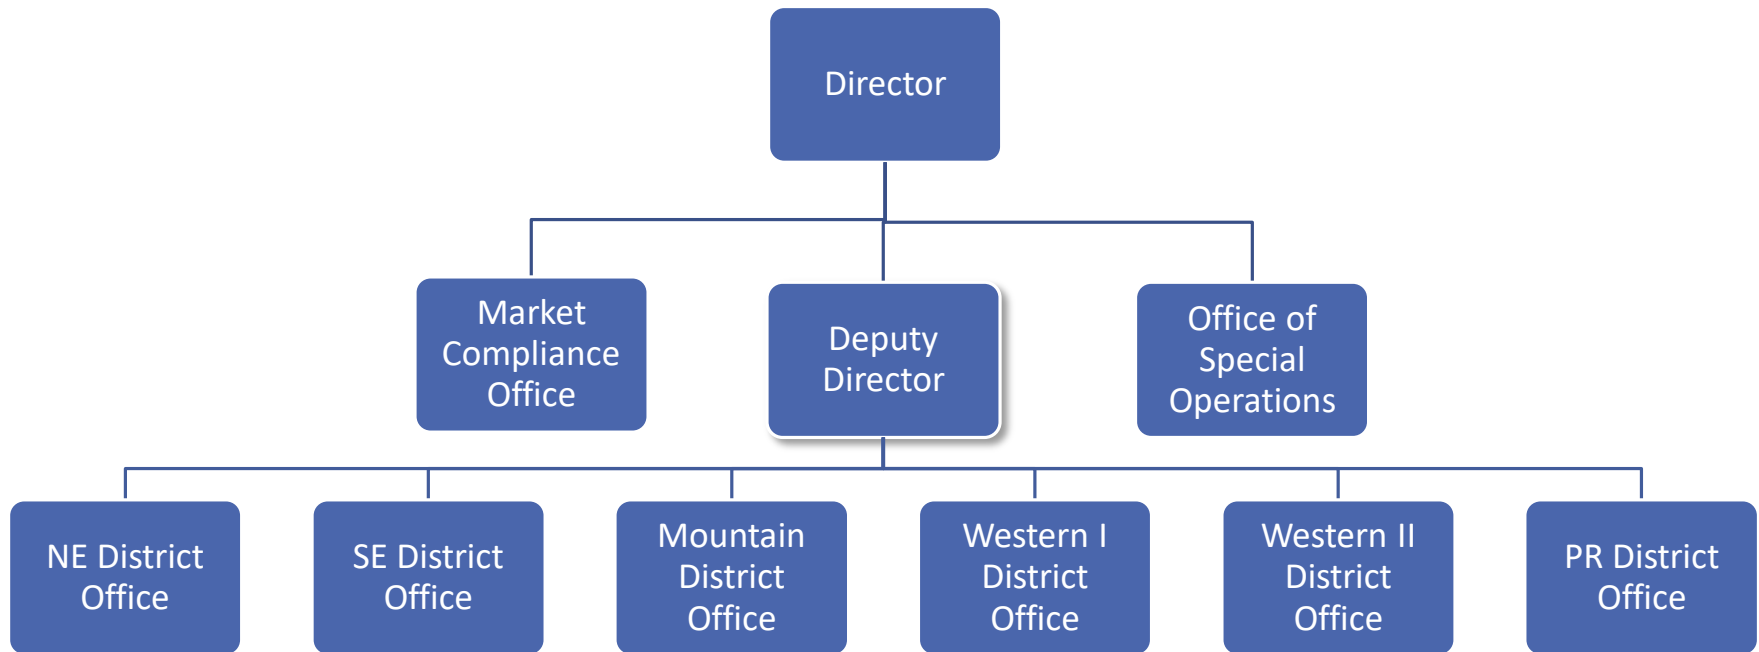 Director
Market
Compliance
Office
Deputy
Director
Office of
Special
Operations
NE District
Office
SE District
Office
Mountain
District
Office
Western I
District
Office
Western II
District
Office
PR District
Office